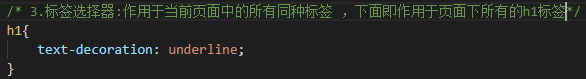 /* 3.标签选择器:作用于当前页面中的所有同种标签 ，下面即作用于页面下所有的h1标签*/
h1{
    text-decoration: underline;
}